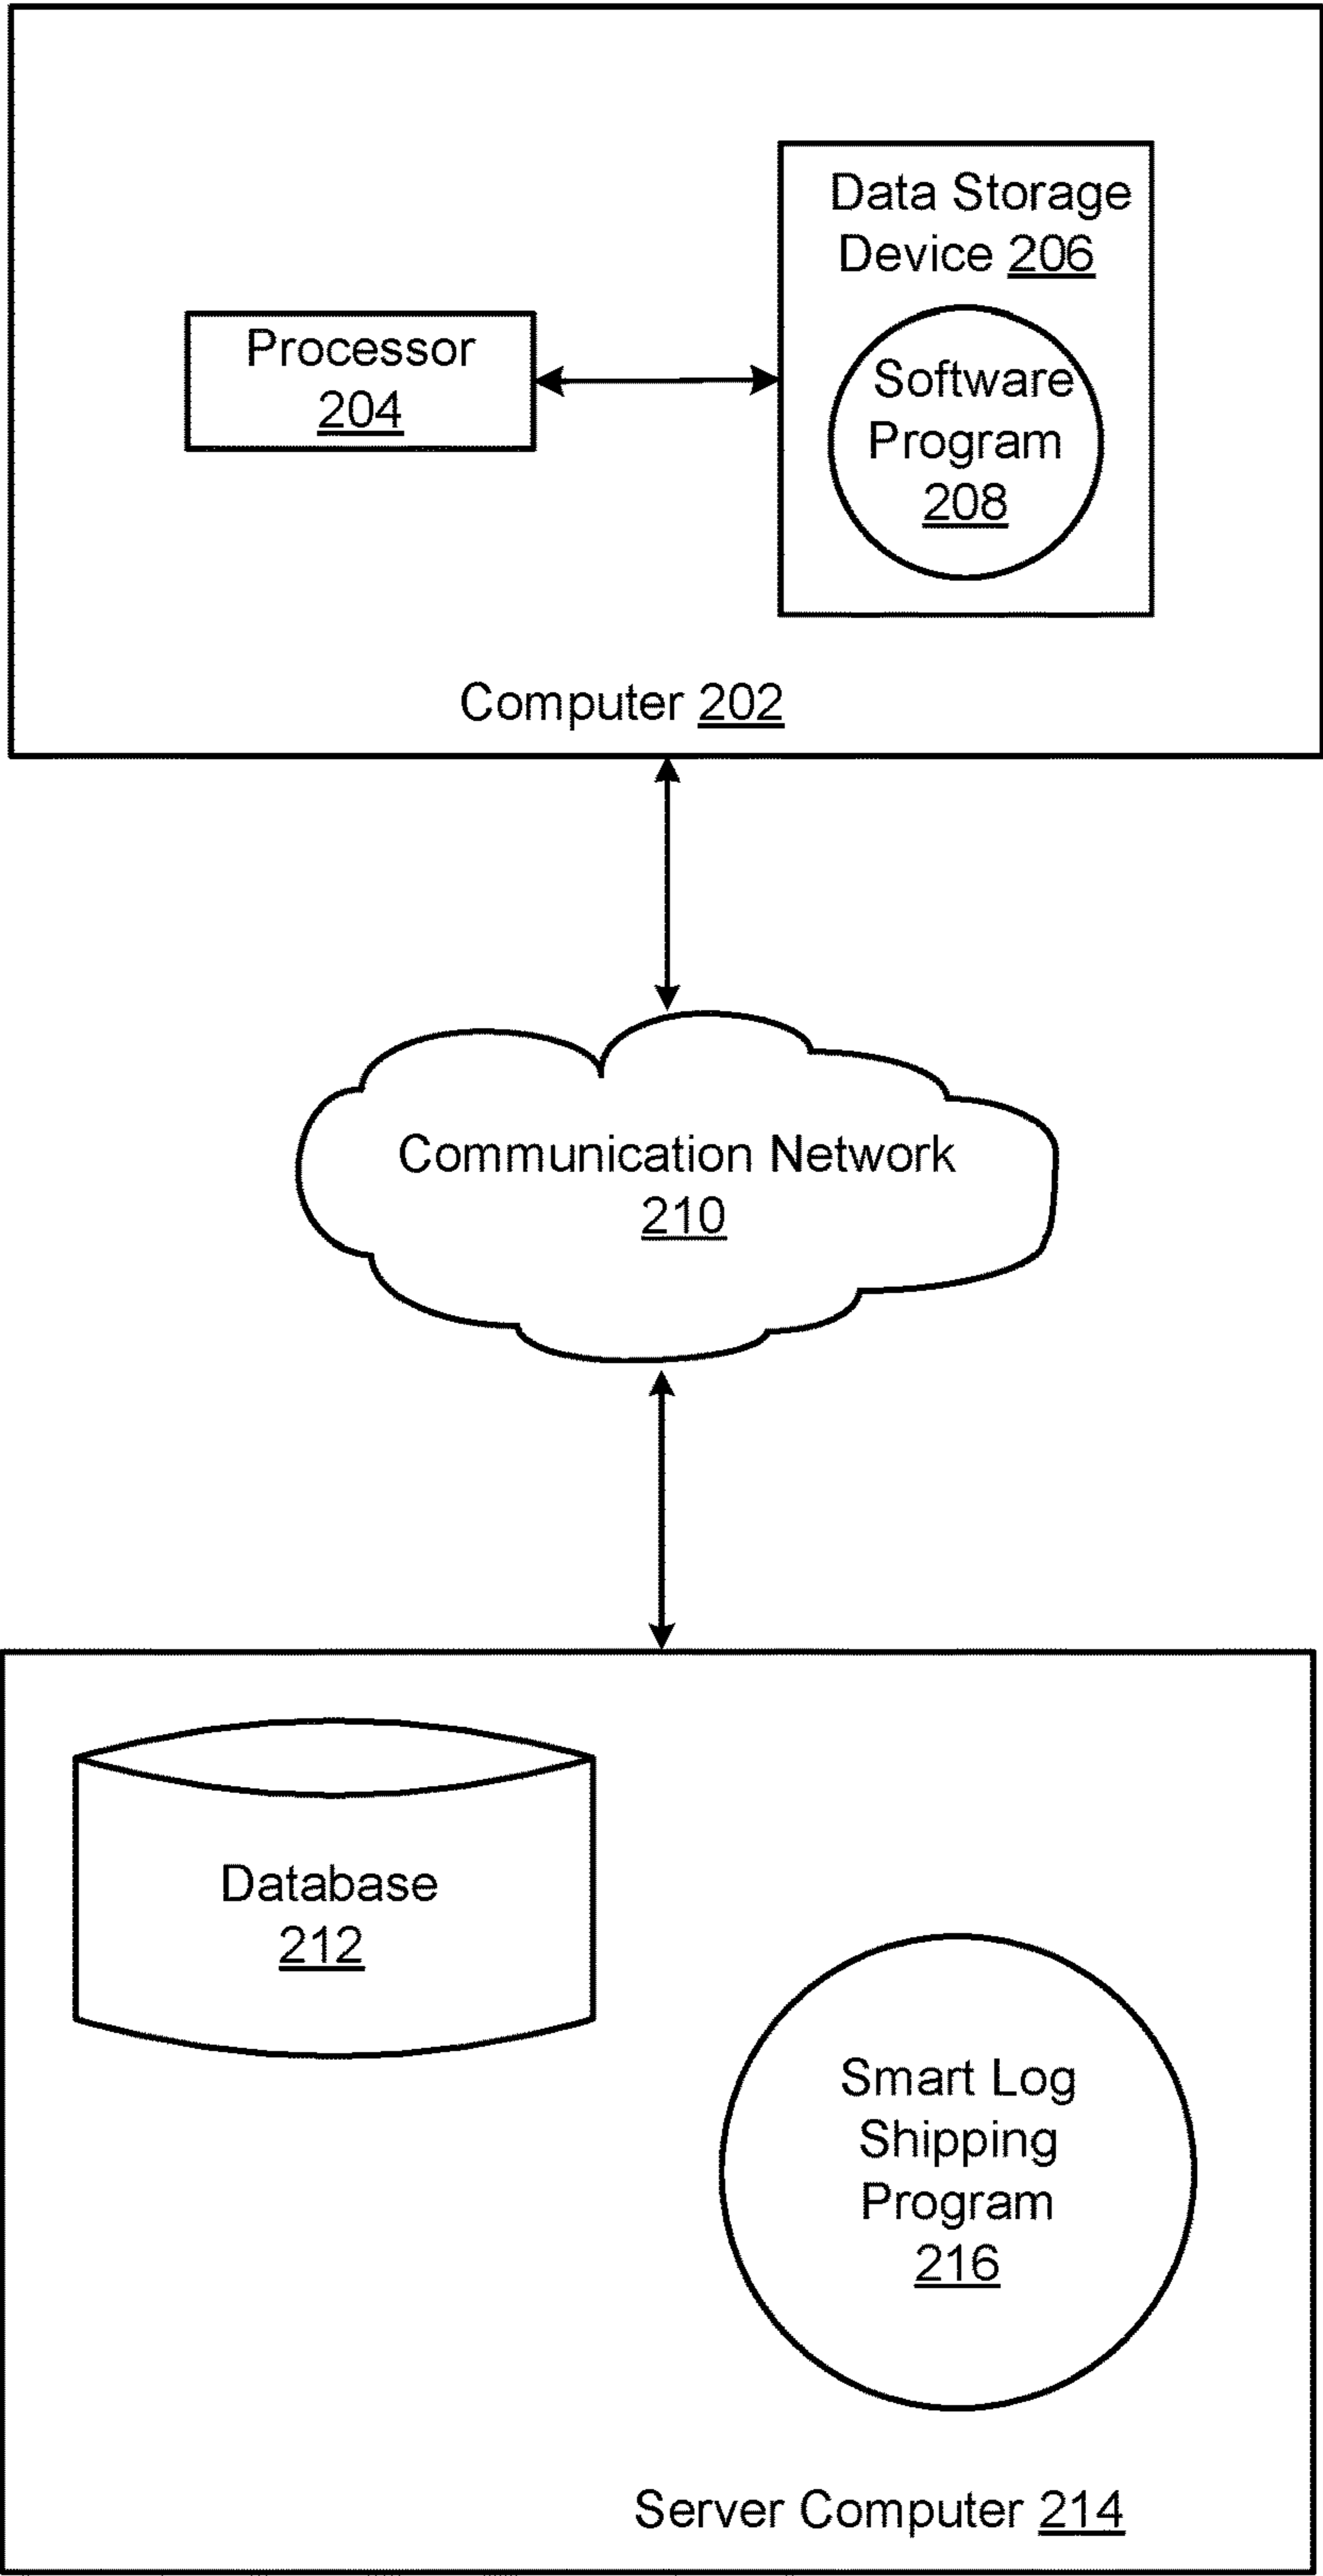 Data Storage
Device 206
Processor
204
Software
Program
208
Computer 202
Communication Network
210
Database
212
Smart Log
Shipping
Program
216
Server Computer 214